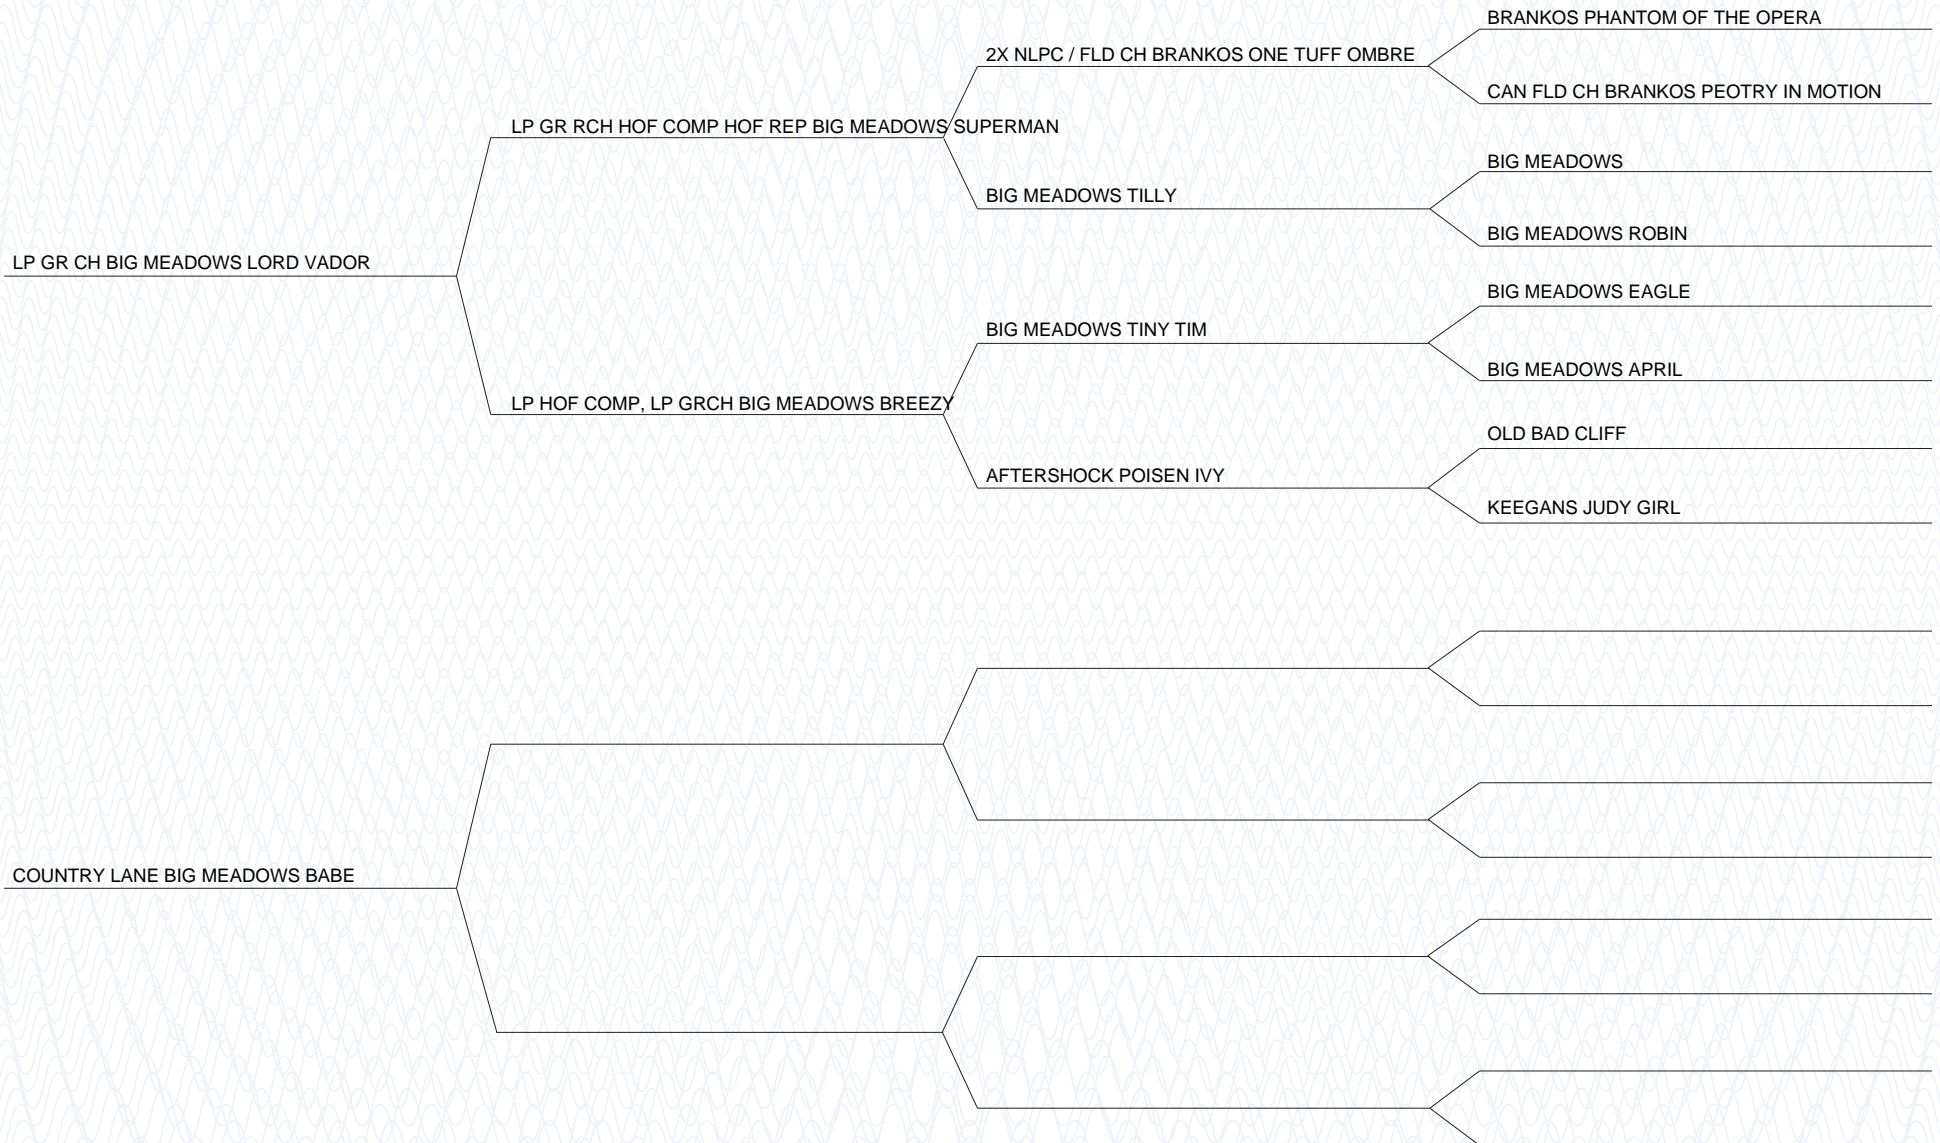 BRANKOS PHANTOM OF THE OPERA
2X NLPC / FLD CH BRANKOS ONE TUFF OMBRE
CAN FLD CH BRANKOS PEOTRY IN MOTION
LP GR RCH HOF COMP HOF REP BIG MEADOWS SUPERMAN
BIG MEADOWS
BIG MEADOWS TILLY
BIG MEADOWS ROBIN
LP GR CH BIG MEADOWS LORD VADOR
BIG MEADOWS EAGLE
BIG MEADOWS TINY TIM
BIG MEADOWS APRIL
LP HOF COMP, LP GRCH BIG MEADOWS BREEZY
OLD BAD CLIFF
AFTERSHOCK POISEN IVY
KEEGANS JUDY GIRL
COUNTRY LANE BIG MEADOWS BABE